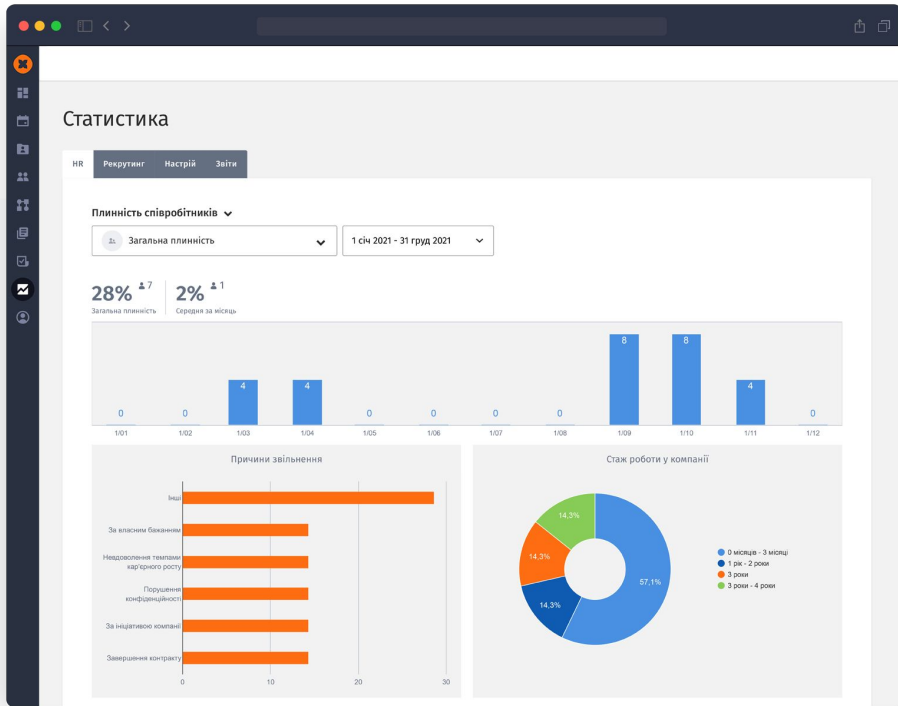 Статистика
HR Рекрутинг Настрій Звіти
Плинність співробітників
Загальна плинність
1 січ 2021 - 31 груд 2021
28% 7
Загальна плинність
2% 1
Середня за місяць
0 0 4 4 0 0 0 0 8 8 4 0
1/01 1/02 1/03 1/04 1/05 1/06 1/07 1/08 1/09 1/10 1/11 1/12
Причини звільнення
Інші
За власним бажанням
Невдоволення темпами
кар'єрного росту
Порушення
конфіденційності
За ініціативою компанії
Завершення контракту
0 10 20 30
Стаж роботи у компанії
14,3%
14,3%
57,1%
14,3%
0 місяців - 3 місяці
1 рік - 2 роки
3 роки
3 роки - 4 роки